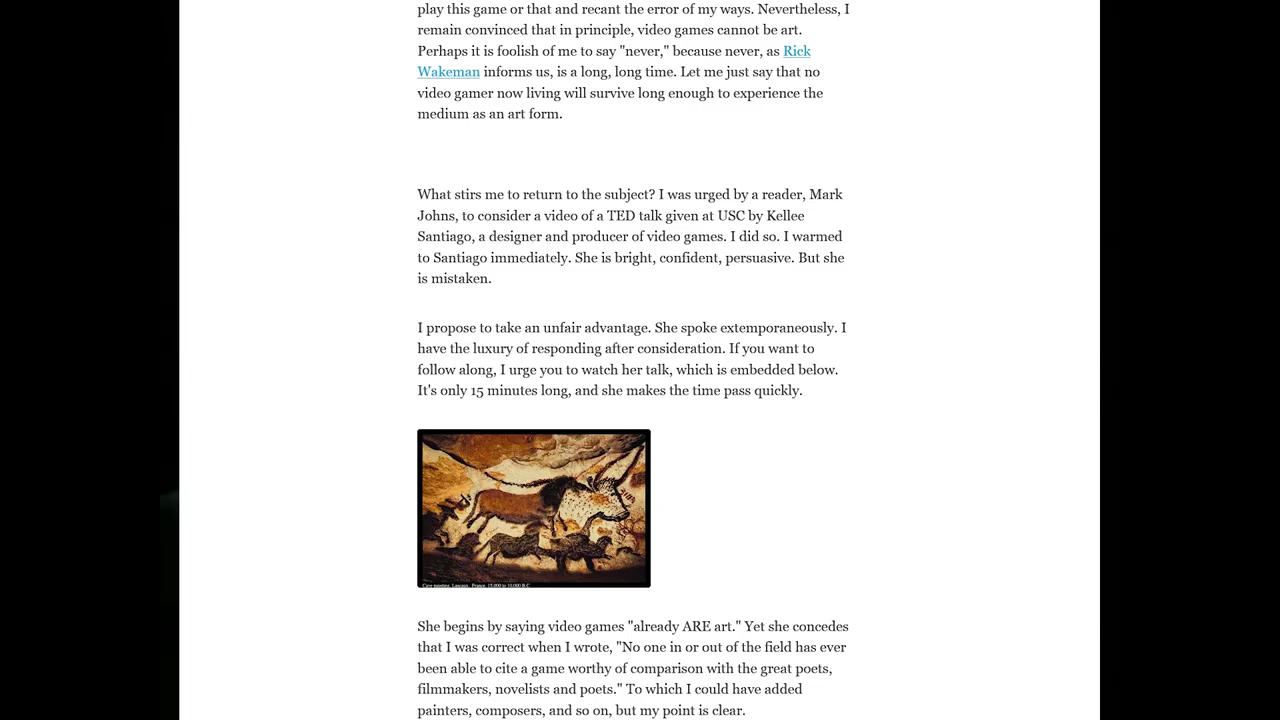 play this game or that and recant the error of my ways. Nevertheless, I
remain convinced that in principle, video games cannot be art.
Perhaps it is foolish of me to say "never," because never, as Rick
Wakeman informs us, is a long, long time. Let me just say that no
video gamer now living will survive long enough to experience the
medium as an art form.
What stirs me to return to the subject? I was urged by a reader, Mark
Johns, to consider a video of a TED talk given at USC by Kellee
Santiago, a designer and producer of video games. I did so. I warmed
to Santiago immediately. She is bright, confident, persuasive. But she
is mistaken.
I propose to take an unfair advantage. She spoke extemporaneously. I
have the luxury of responding after consideration. If you want to
follow along, I urge you to watch her talk, which is embedded below.
It's only 15 minutes long, and she makes the time pass quickly.
Cave painting, Lascaux, France, 15,000 to 10,000 B.C.
She begins by saying video games "already ARE art." Yet she concedes
that I was correct when I wrote, "No one in or out of the field has ever
been able to cite a game worthy of comparison with the great poets,
filmmakers, novelists and poets." To which I could have added
painters, composers, and so on, but my point is clear.